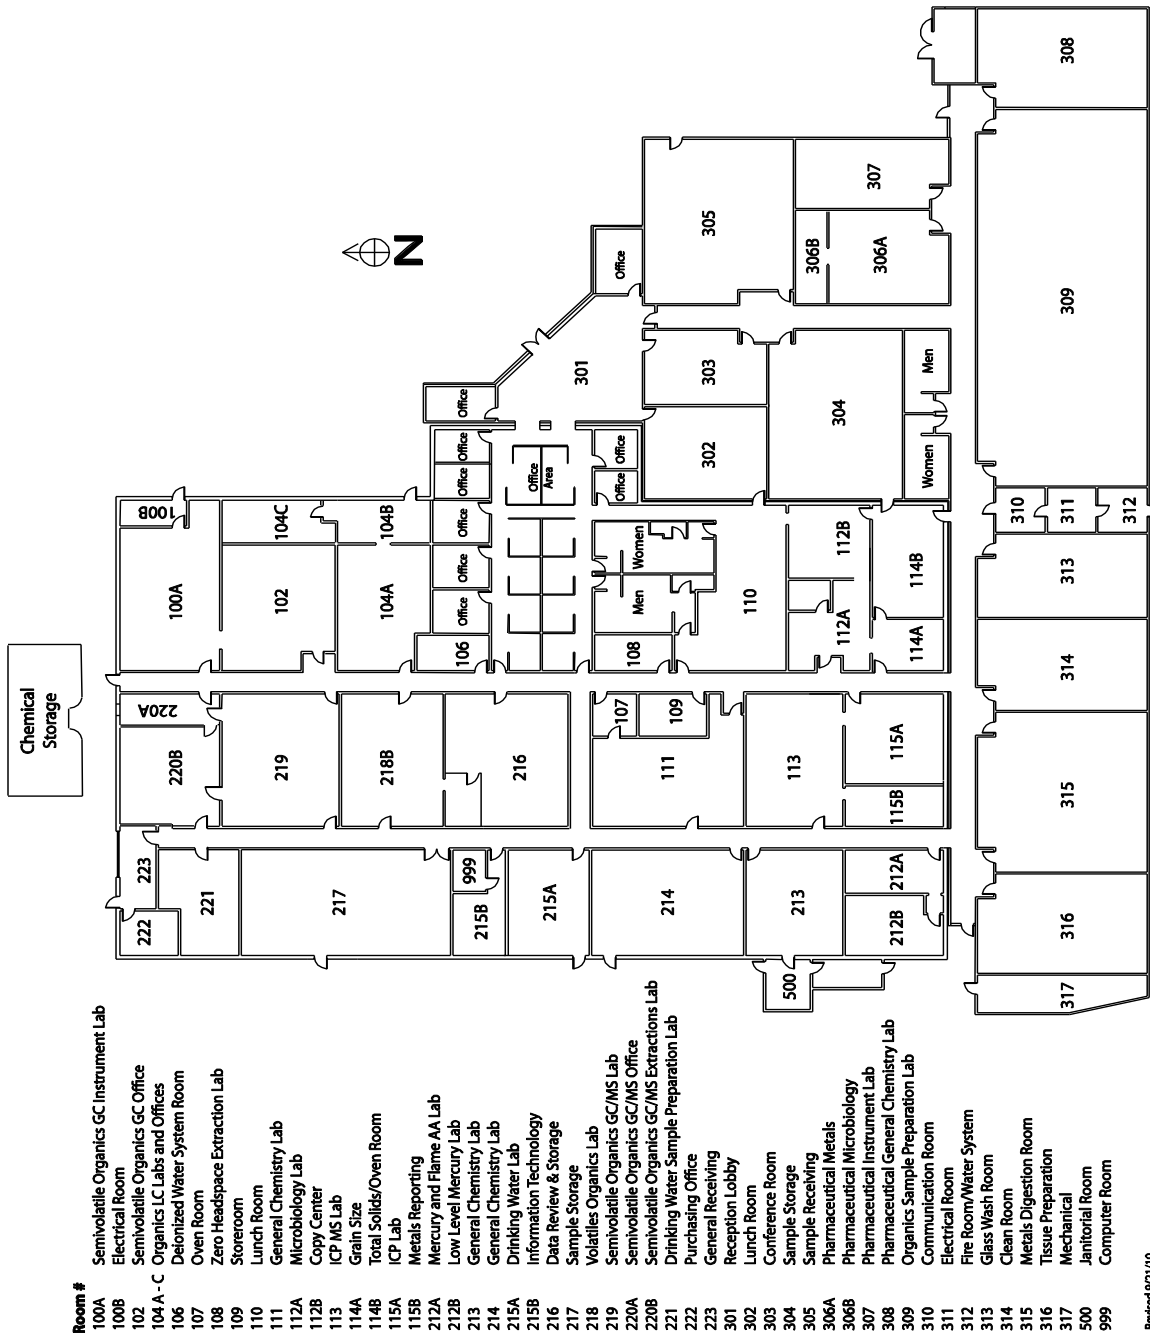 Room #
100A Semivolatile Organics GC Instrument Lab
100B Electrical Room
102 Semivolatile Organics GC Office
104 A - C Organics LC Labs and Offices
106 Deionized Water System Room
107 Oven Room
108 Zero Headspace Extraction Lab
109 Storeroom
110 Lunch Room
111 General Chemistry Lab
112A Microbiology Lab
112B Copy Center
113 ICP MS Lab
114A Grain Size
114B Total Solids/Oven Room
115A ICP Lab
115B Metals Reporting
212A Mercury and Flame AA Lab
212B Low Level Mercury Lab
213 General Chemistry Lab
214 General Chemistry Lab
215A Drinking Water Lab
215B Information Technology
216 Data Review & Storage
217 Sample Storage
218 Volatiles Organics Lab
219 Semivolatile Organics GC/MS Lab
220A Semivolatile Organics GC/MS Office
220B Semivolatile Organics GC/MS Extractions Lab
221 Drinking Water Sample Preparation Lab
222 Purchasing Office
223 General Receiving
301 Reception Lobby
302 Lunch Room
303 Conference Room
304 Sample Storage
305 Sample Receiving
306A Pharmaceutical Metals
306B Pharmaceutical Microbiology
307 Pharmaceutical Instrument Lab
308 Pharmaceutical General Chemistry Lab
309 Organics Sample Preparation Lab
310 Communication Room
311 Electrical Room
312 Fire Room/Water System
313 Glass Wash Room
314 Clean Room
315 Metals Digestion Room
316 Tissue Preparation
317 Mechanical
500 Janitorial Room
999 Computer Room
Revised 9/21/10
Chemical
Storage
N
222
223
221
217
215B
999
215A
214
213
212B
212A
500
220B
220A
219
218B
216
111
107
109
113
115B
115A
100A
100B
102
104C
104A
104B
106
Office
Office
Office
Office
Office
Office
Office
Area
108
Men
Women
Office
Office
110
112A
112B
114A
114B
301
Office
302
303
304
Women
Men
305
306B
306A
307
308
309
310
311
312
313
314
315
316
317